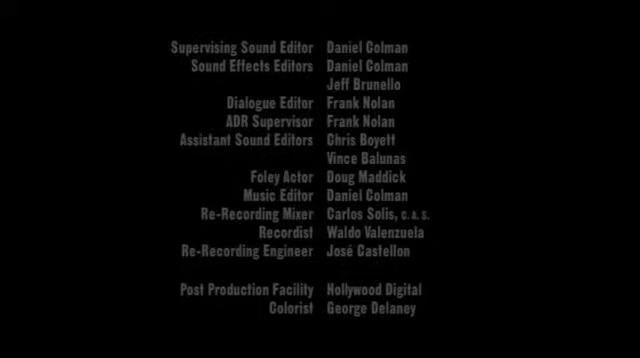 Supervising Sound Editor Daniel Colman
Sound Effects Editors Daniel Colman
Jeff Brunello
Dialogue Editor Frank Nolan
ADR Supervisor Frank Nolan
Assistant Sound Editors Chris Boyett
Vince Balunas
Foley Actor Doug Maddick
Music Editor Daniel Colman
Re-Recording Mixer Carlos Solis, C. A. S.
Recordist Waldo Valenzuela
Re-Recording Engineer José Castellon
Post Production Facility Hollywood Digital
Colorist George Delaney